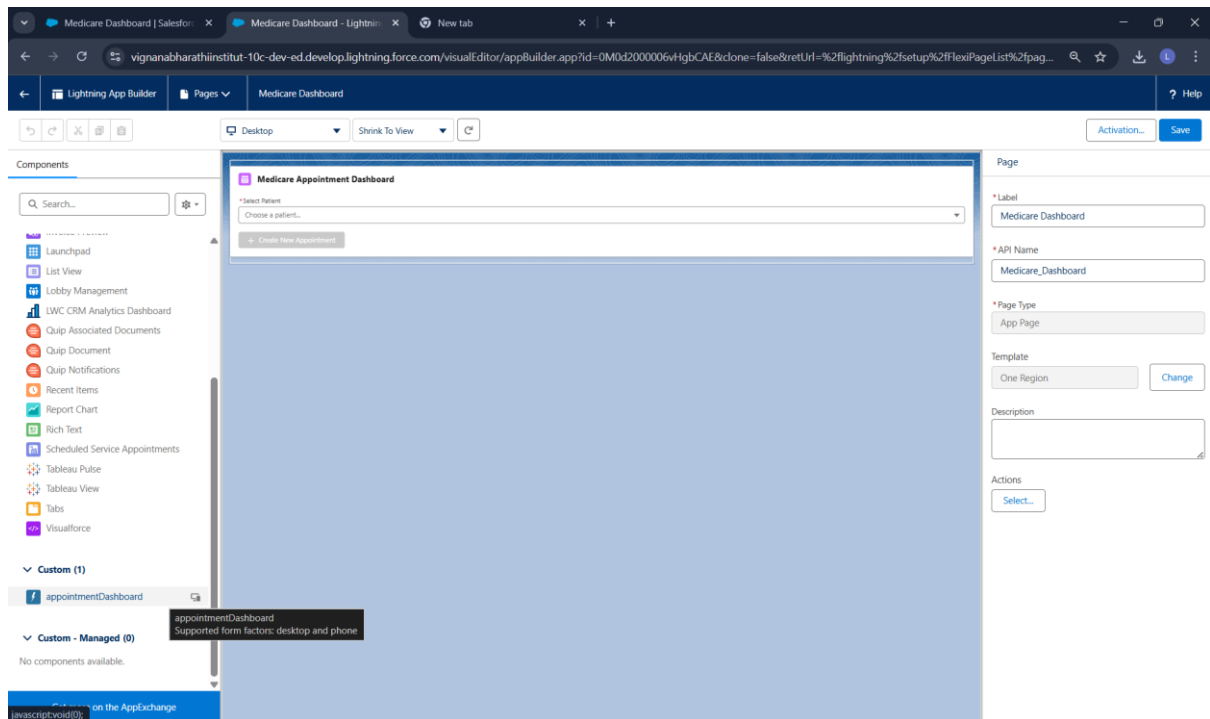 Medicare Dashboard | Salesforc
Medicare Dashboard - Lightning
New tab
vignanabharathiinstitut-10c-dev-ed.develop.lightning.force.com/visualEditor/appBuilder.app?id=0M0d2000006vHgbCAE&clone=false&retUrl=%2flightning%2fsetup%2fFlexiPageList%2fpag...
L
Lightning App Builder
Pages
Medicare Dashboard
? Help
Desktop
Shrink To View
Activation...
Save
Components
Search...
Launchpad
List View
Lobby Management
LWC CRM Analytics Dashboard
Quip Associated Documents
Quip Document
Quip Notifications
Recent Items
Report Chart
Rich Text
Scheduled Service Appointments
Tableau Pulse
Tableau View
Tabs
Visualforce
Custom (1)
appointmentDashboard
appointmentDashboard
Supported form factors: desktop and phone
Custom - Managed (0)
No components available.
on the AppExchange
javascript:void(0);
Medicare Appointment Dashboard
*Select Patient
Choose a patient...
+ Create New Appointment
Page
*Label
Medicare Dashboard
*API Name
Medicare_Dashboard
*Page Type
App Page
Template
One Region
Change
Description
Actions
Select...